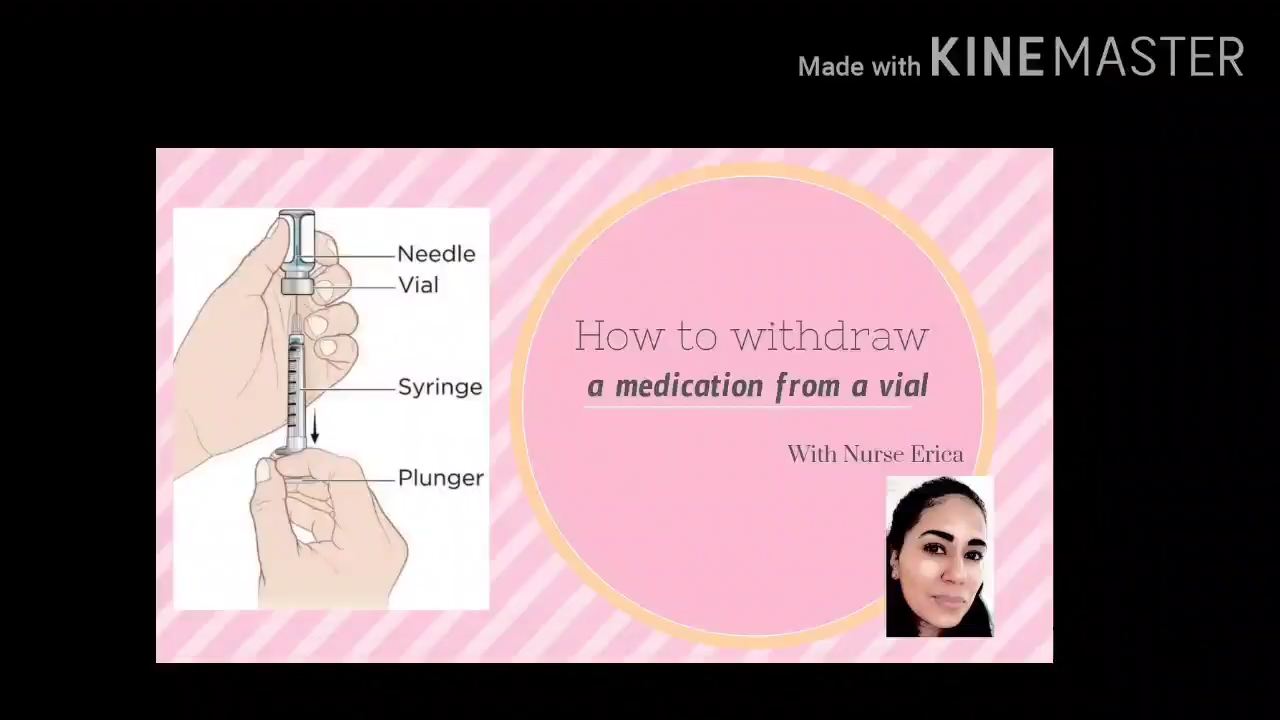 Made with KINEMASTER
Needle
Vial
Syringe
Plunger
How to withdraw
a medication from a vial
With Nurse Erica